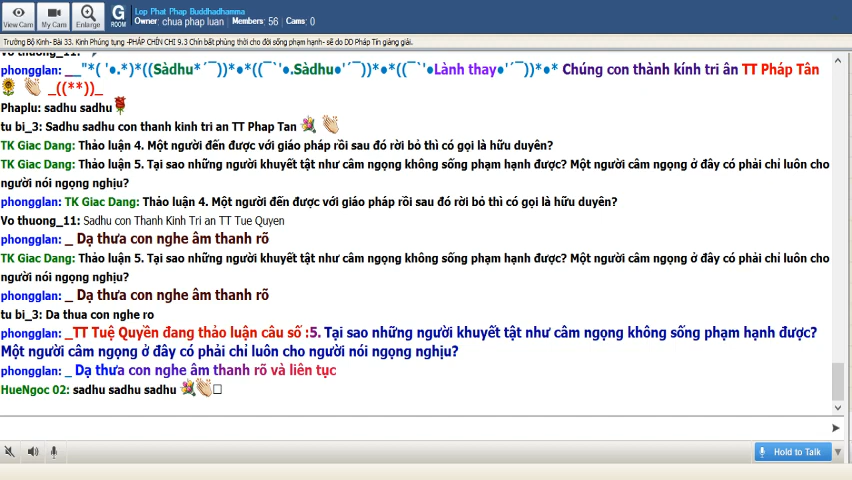 View Cam
My Cam
Enlarge
G
ROOM
Lop Phat Phap Buddhadhamma
Owner: chua phap luan | Members: 56 | Cams: 0
Trường Bộ Kinh- Bài 33. Kinh Phúng tụng -PHÁP CHÍN CHI 9.3 Chín bất phùng thời cho đời sống phạm hạnh- sẽ do DD Pháp Tín giảng giải.
phongglan: __"*( '●.*)*((Sàdhu*´¯))*●*((¯`'●.Sàdhu●'´¯))*●*((¯`'●Lành thay●'´¯))*●* Chúng con thành kính tri ân TT Pháp Tân
_((**))_
Phaplu: sadhu sadhu
tu bi_3: Sadhu sadhu con thanh kinh tri an TT Phap Tan
TK Giac Dang: Thảo luận 4. Một người đến được với giáo pháp rồi sau đó rời bỏ thì có gọi là hữu duyên?
TK Giac Dang: Thảo luận 5. Tại sao những người khuyết tật như câm ngọng không sống phạm hạnh được? Một người câm ngọng ở đây có phải chỉ luôn cho
người nói ngọng nghịu?
phongglan: TK Giac Dang: Thảo luận 4. Một người đến được với giáo pháp rồi sau đó rời bỏ thì có gọi là hữu duyên?
Vo thuong_11: Sadhu con Thanh Kinh Tri an TT Tue Quyen
phongglan: _ Dạ thưa con nghe âm thanh rõ
TK Giac Dang: Thảo luận 5. Tại sao những người khuyết tật như câm ngọng không sống phạm hạnh được? Một người câm ngọng ở đây có phải chỉ luôn cho
người nói ngọng nghịu?
phongglan: _ Dạ thưa con nghe âm thanh rõ
tu bi_3: Da thua con nghe ro
phongglan: _TT Tuệ Quyền đang thảo luận câu số :5. Tại sao những người khuyết tật như câm ngọng không sống phạm hạnh được?
Một người câm ngọng ở đây có phải chỉ luôn cho người nói ngọng nghịu?
phongglan: _ Dạ thưa con nghe âm thanh rõ và liên tục
HueNgoc 02: sadhu sadhu sadhu
Hold to Talk